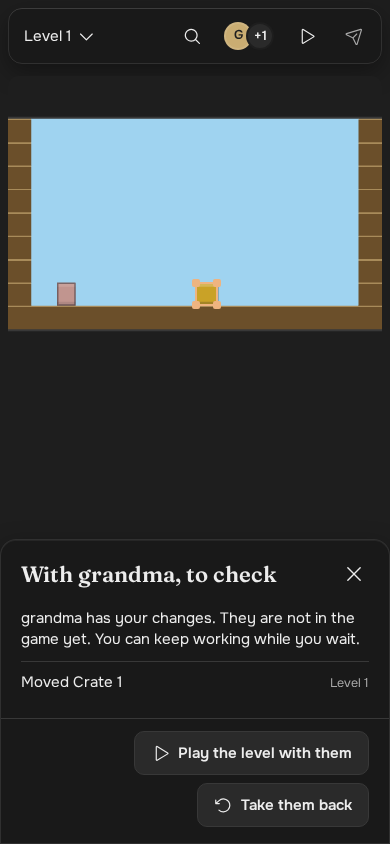 Level 1
G
+1
With grandma, to check
grandma has your changes. They are not in the
game yet. You can keep working while you wait.
Moved Crate 1
Level 1
Play the level with them
Take them back